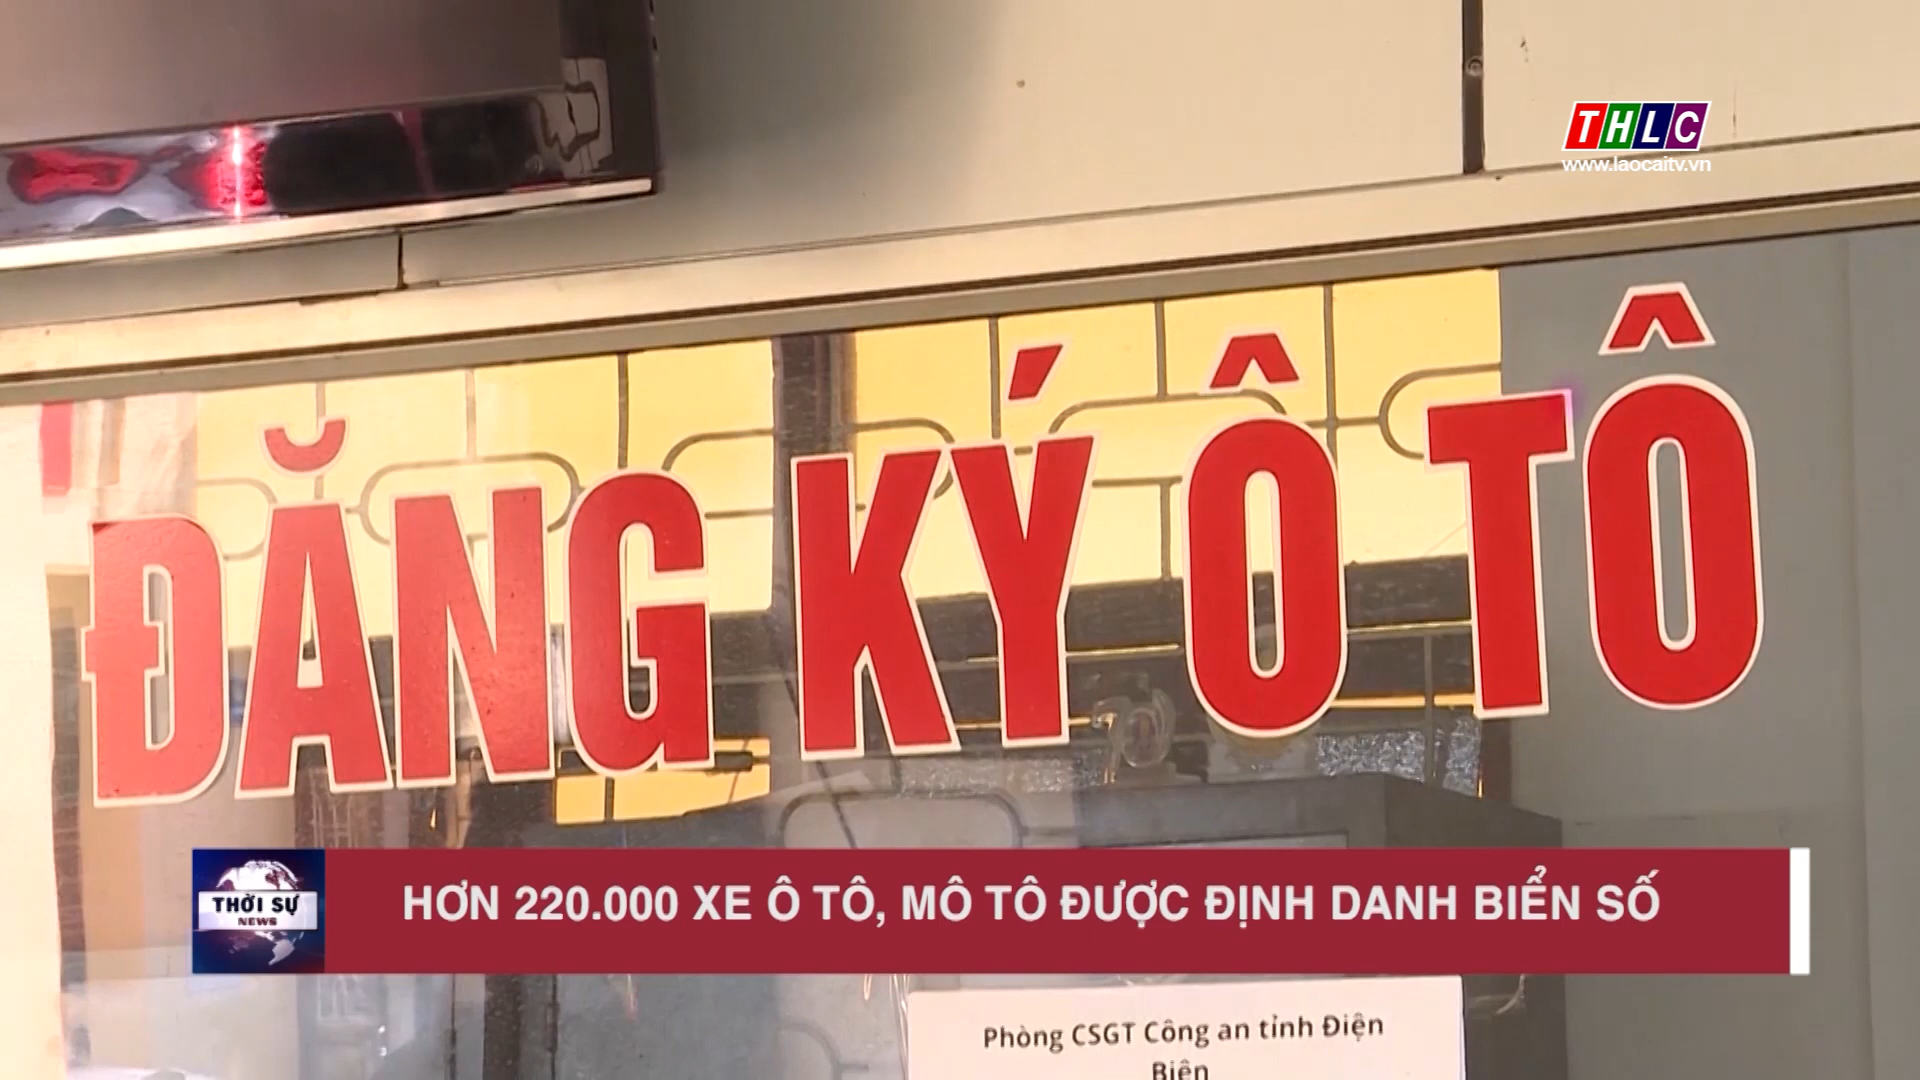 THLC
www.laocaitv.vn
ĐĂNG KÝ Ô TÔ
THỜI SỰ
NEWS
HƠN 220.000 XE Ô TÔ, MÔ TÔ ĐƯỢC ĐỊNH DANH BIỂN SỐ
Phòng CSGT Công an tỉnh Điện
Biên